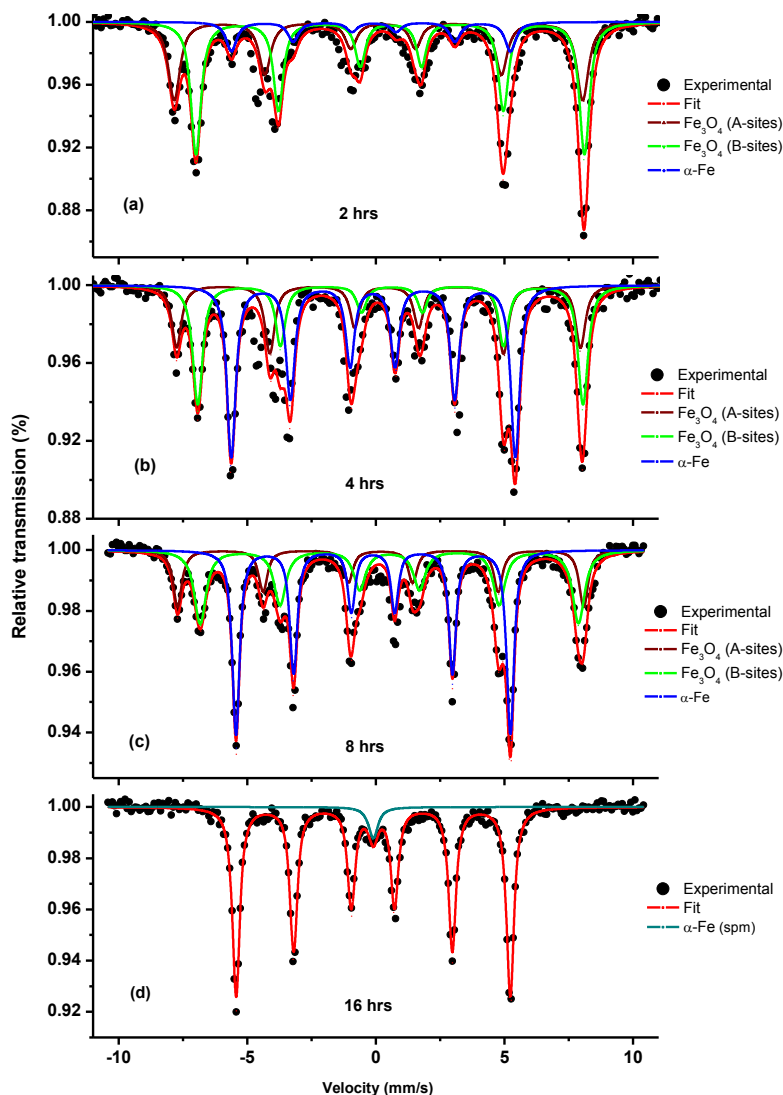 Relative transmission (%)
1.00
0.96
0.92
0.88
(a)
2 hrs
Experimental
Fit
Fe₃O₄ (A-sites)
Fe₃O₄ (B-sites)
α-Fe
1.00
0.96
0.92
0.88
(b)
4 hrs
Experimental
Fit
Fe₃O₄ (A-sites)
Fe₃O₄ (B-sites)
α-Fe
1.00
0.98
0.96
0.94
(c)
8 hrs
Experimental
Fit
Fe₃O₄ (A-sites)
Fe₃O₄ (B-sites)
α-Fe
1.00
0.98
0.96
0.94
0.92
(d)
16 hrs
Experimental
Fit
α-Fe (spm)
-10 -5 0 5 10
Velocity (mm/s)